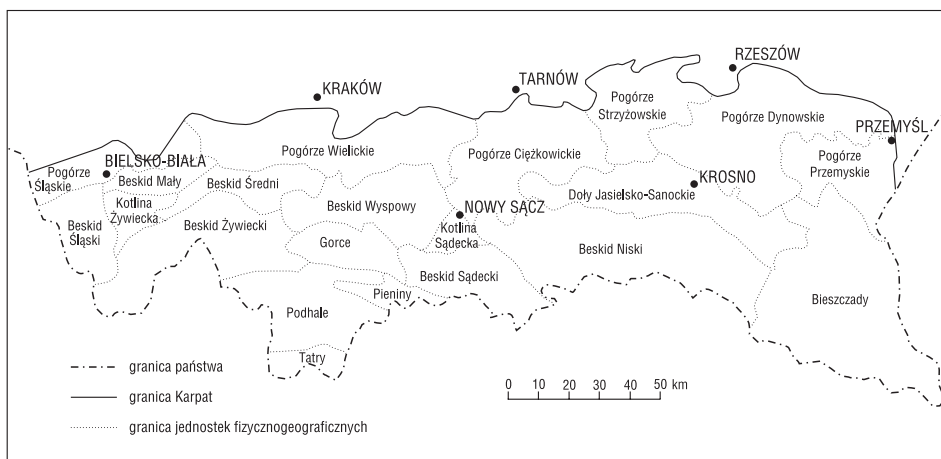 RZESZÓW
TARNÓW
KRAKÓW
Pogórze
Strzyżowskie
Pogórze Dynowskie
PRZEMYŚL
Pogórze Wielickie
Pogórze Ciężkowickie
BIELSKO-BIAŁA
Pogórze
Śląskie
Beskid Mały
Beskid Średni
Pogórze
Przemyskie
KROSNO
Kotlina
Żywiecka
Beskid Wyspowy
Doły Jasielsko-Sanockie
NOWY SĄCZ
Beskid
Śląski
Beskid Żywiecki
Kotlina
Sądecka
Gorce
Beskid Niski
Beskid Sądecki
Pieniny
Bieszczady
Podhale
Tatry
granica państwa
granica Karpat
granica jednostek fizycznogeograficznych
0 10 20 30 40 50 km